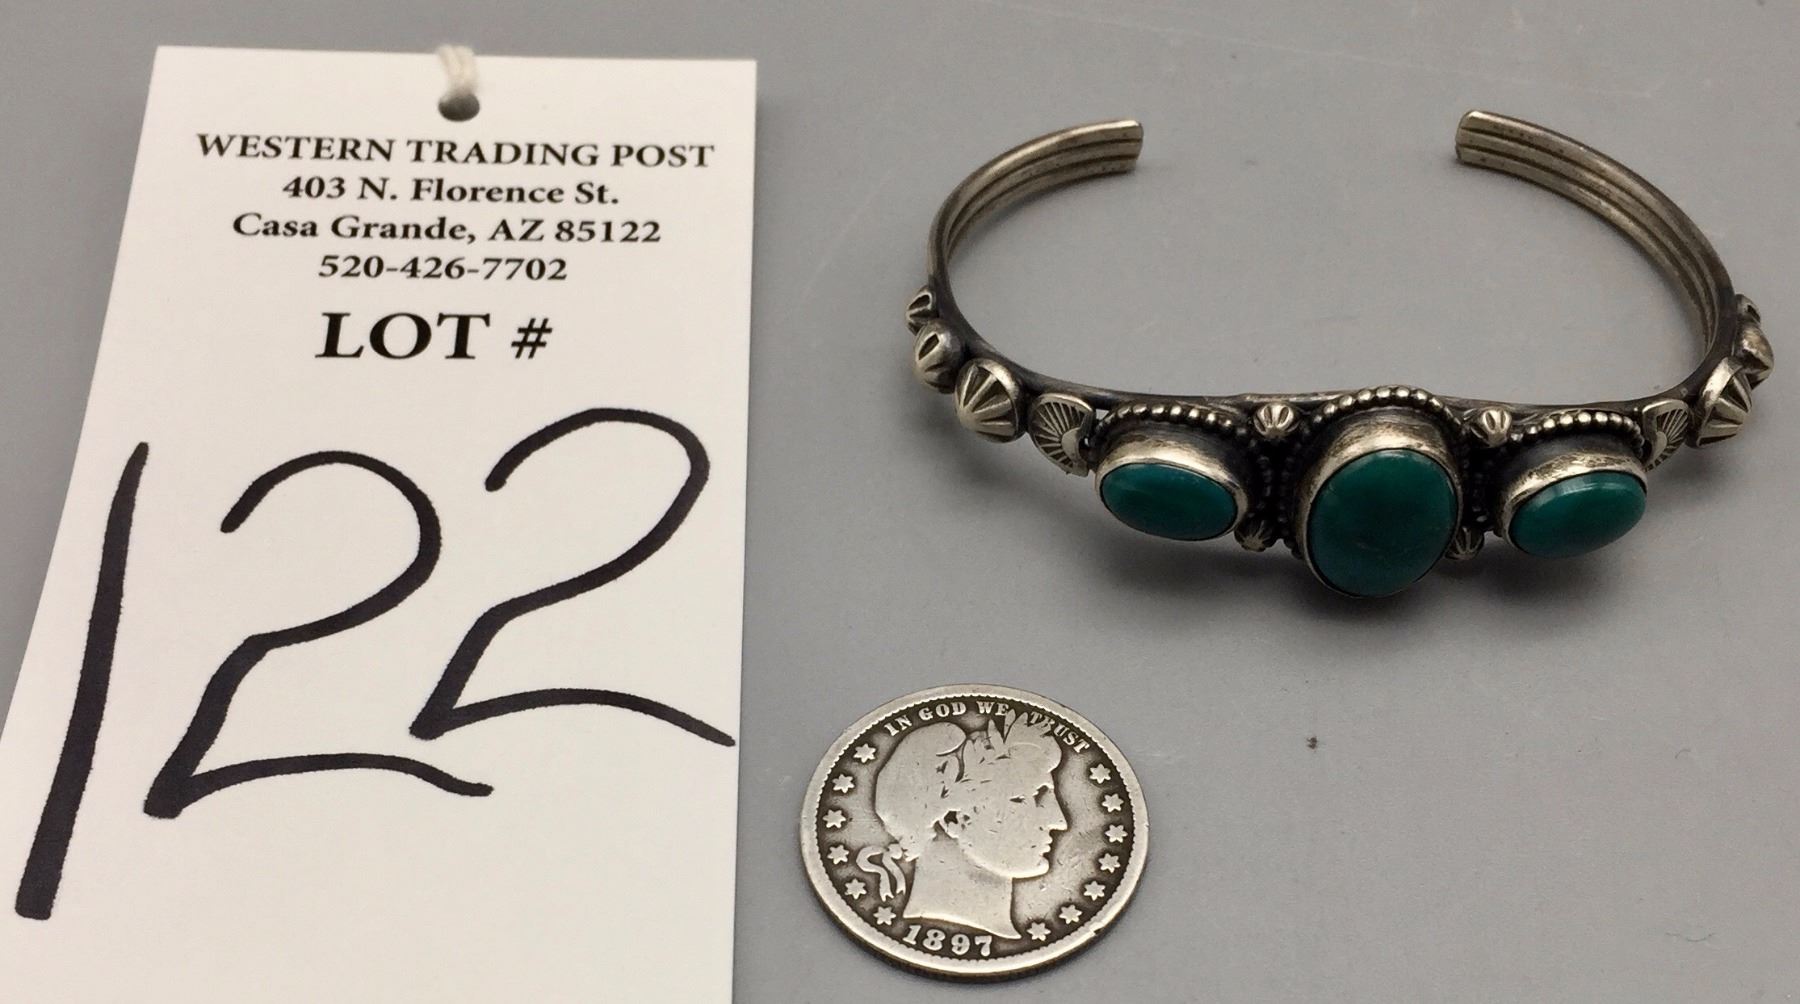 WESTERN TRADING POST
403 N. Florence St.
Casa Grande, AZ 85122
520-426-7702
LOT #
122
IN GOD WE TRUST
1897